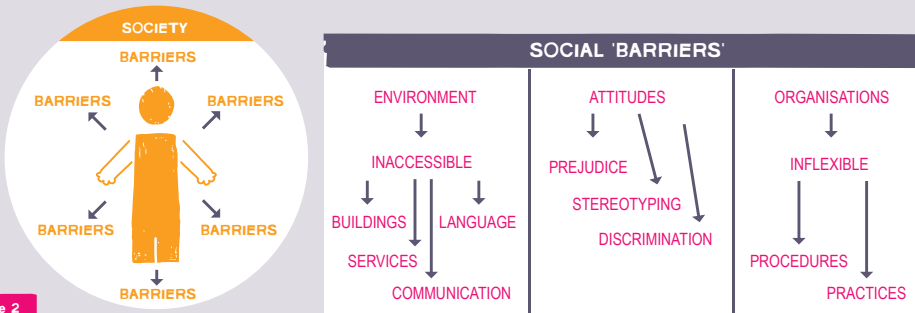 SOCIETY
BARRIERS
BARRIERS
BARRIERS
BARRIERS
BARRIERS
BARRIERS
SOCIAL 'BARRIERS'
ENVIRONMENT
INACCESSIBLE
BUILDINGS
LANGUAGE
SERVICES
COMMUNICATION
ATTITUDES
PREJUDICE
STEREOTYPING
DISCRIMINATION
ORGANISATIONS
INFLEXIBLE
PROCEDURES
PRACTICES
e 2